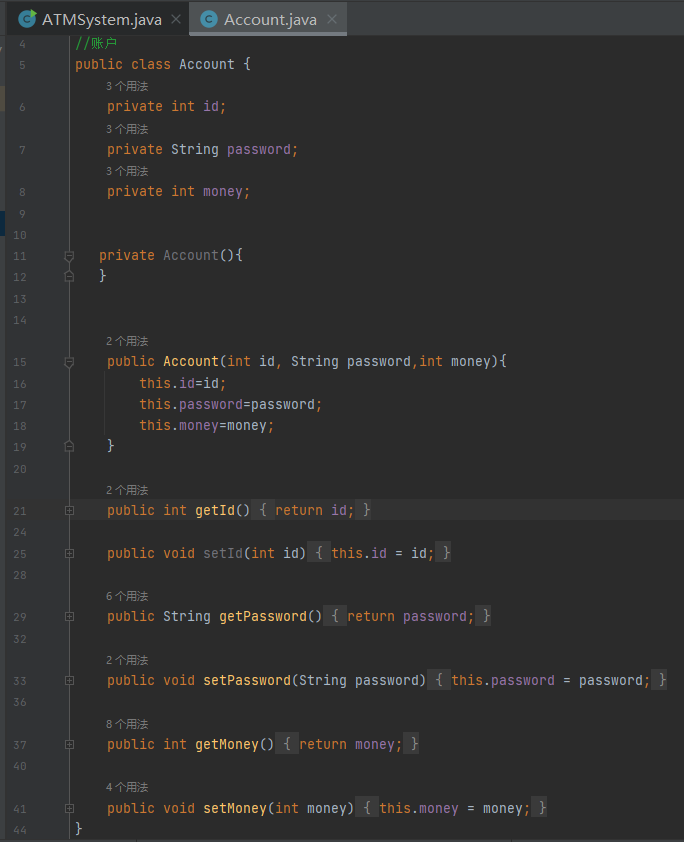 ATMSystem.java × Account.java ×
4 //账户
5 public class Account {
3 个用法
6 private int id;
3 个用法
7 private String password;
3 个用法
8 private int money;
9
10
11 private Account(){
12 }
13
14
2 个用法
15 public Account(int id, String password,int money){
16 this.id=id;
17 this.password=password;
18 this.money=money;
19 }
20
2 个用法
21 public int getId() { return id; }
24
25 public void setId(int id) { this.id = id; }
28
6 个用法
29 public String getPassword() { return password; }
32
2 个用法
33 public void setPassword(String password) { this.password = password; }
36
8 个用法
37 public int getMoney() { return money; }
40
4 个用法
41 public void setMoney(int money) { this.money = money; }
44 }